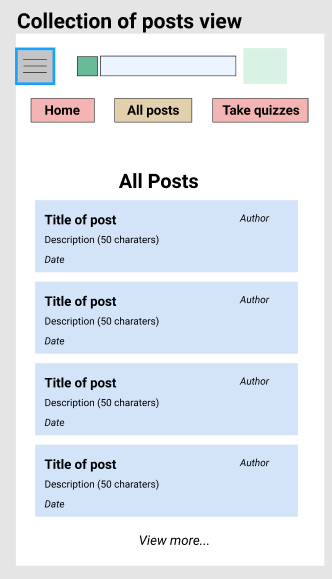 Collection of posts view
Home
All posts
Take quizzes
All Posts
Title of post
Author
Description (50 charaters)
Date
Title of post
Author
Description (50 charaters)
Date
Title of post
Author
Description (50 charaters)
Date
Title of post
Author
Description (50 charaters)
Date
View more...